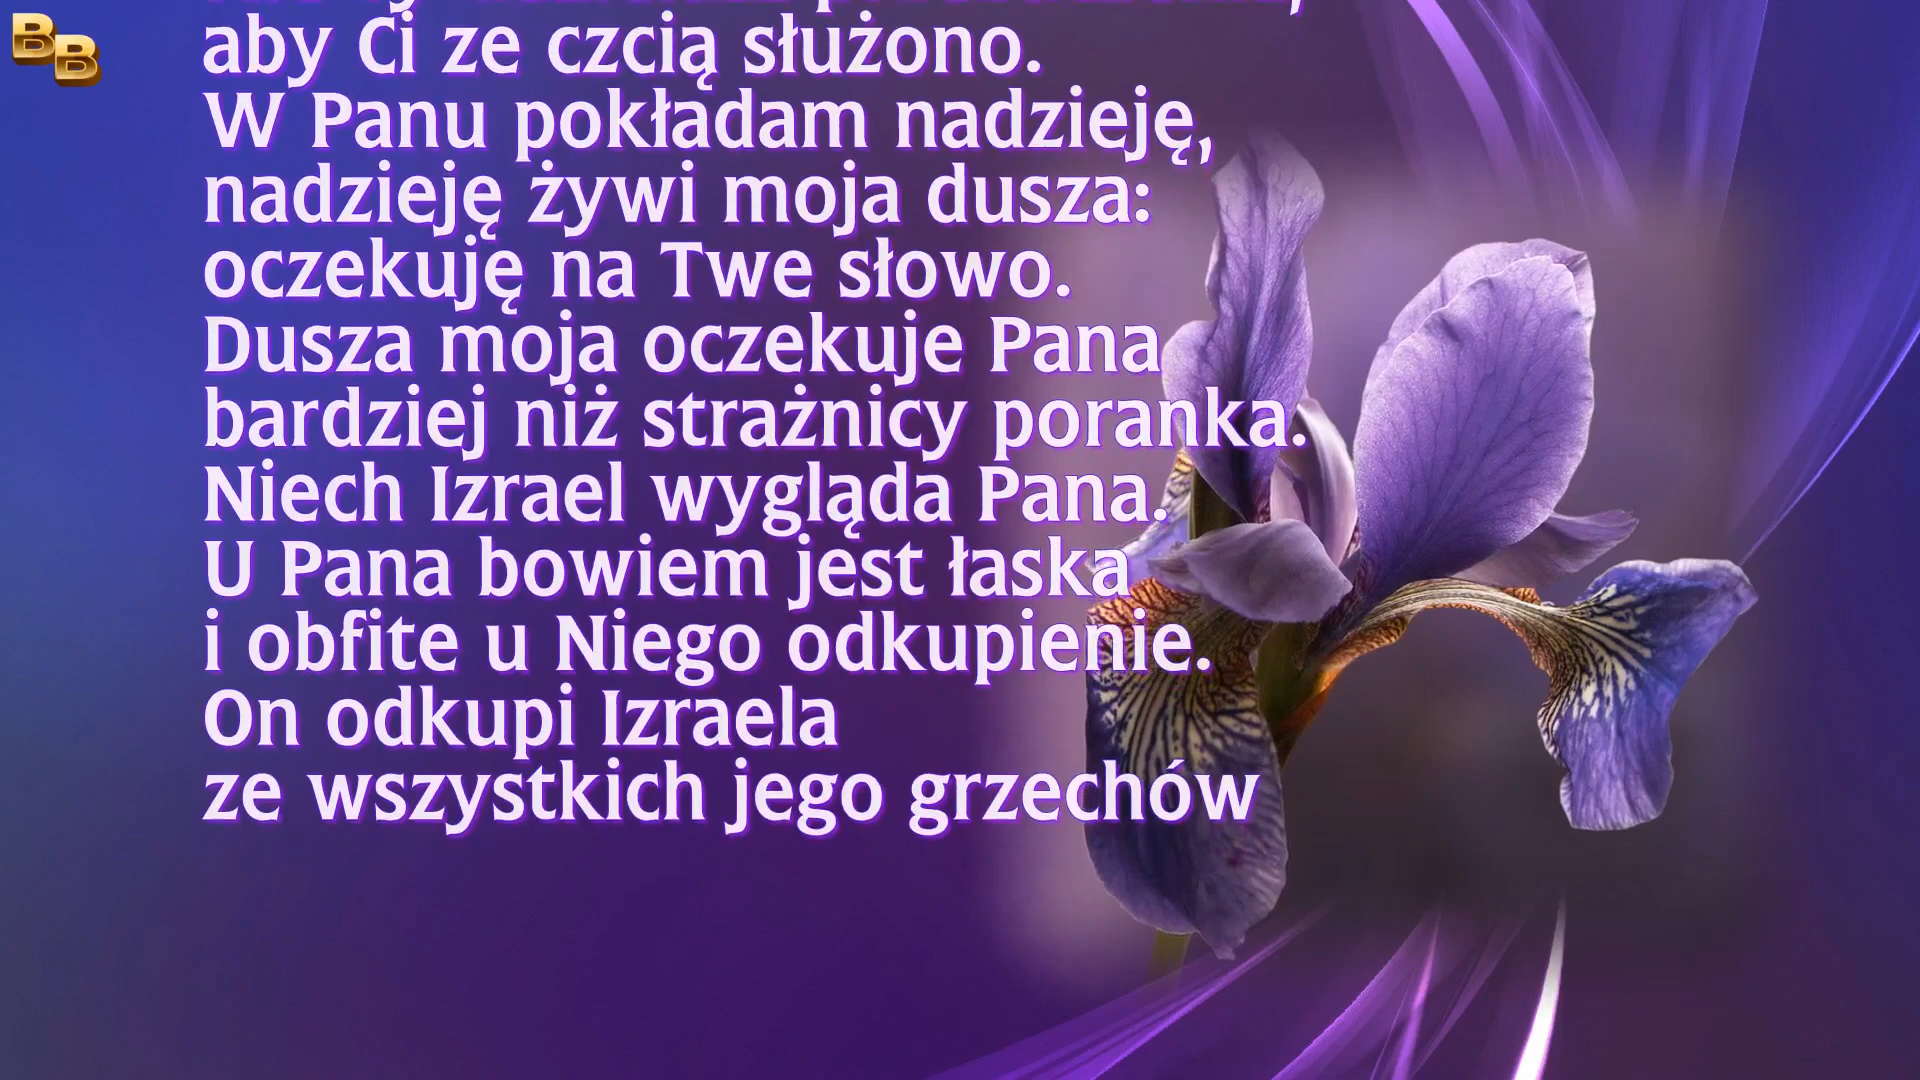 BB
aby Ci ze czcią służono.
W Panu pokładam nadzieję,
nadzieję żywi moja dusza:
oczekuję na Twe słowo.
Dusza moja oczekuje Pana
bardziej niż strażnicy poranka.
Niech Izrael wygląda Pana.
U Pana bowiem jest łaska
i obfite u Niego odkupienie.
On odkupi Izraela
ze wszystkich jego grzechów